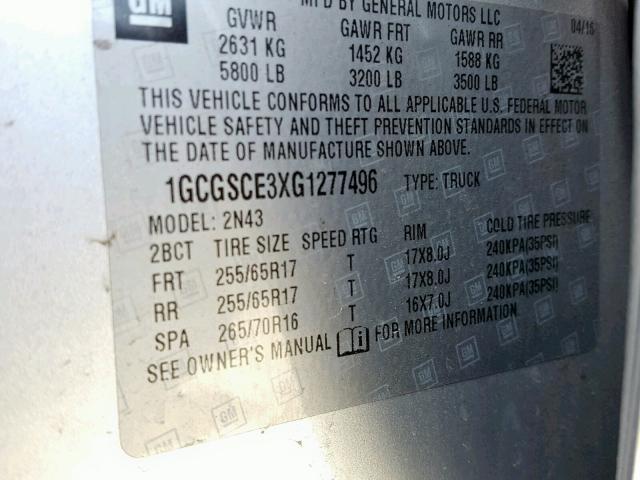 GM
MFD BY GENERAL MOTORS LLC
04/16
GVWR GAWR FRT GAWR RR
2631 KG 1452 KG 1588 KG
5800 LB 3200 LB 3500 LB
THIS VEHICLE CONFORMS TO ALL APPLICABLE U.S. FEDERAL MOTOR
VEHICLE SAFETY AND THEFT PREVENTION STANDARDS IN EFFECT ON
THE DATE OF MANUFACTURE SHOWN ABOVE.
1GCGSCE3XG1277496 TYPE: TRUCK
MODEL: 2N43
2BCT TIRE SIZE SPEED RTG RIM COLD TIRE PRESSURE
FRT 255/65R17 T 17X8.0J 240KPA(35PSI)
RR 255/65R17 T 17X8.0J 240KPA(35PSI)
SPA 265/70R16 T 16X7.0J 240KPA(35PSI)
SEE OWNER'S MANUAL i FOR MORE INFORMATION